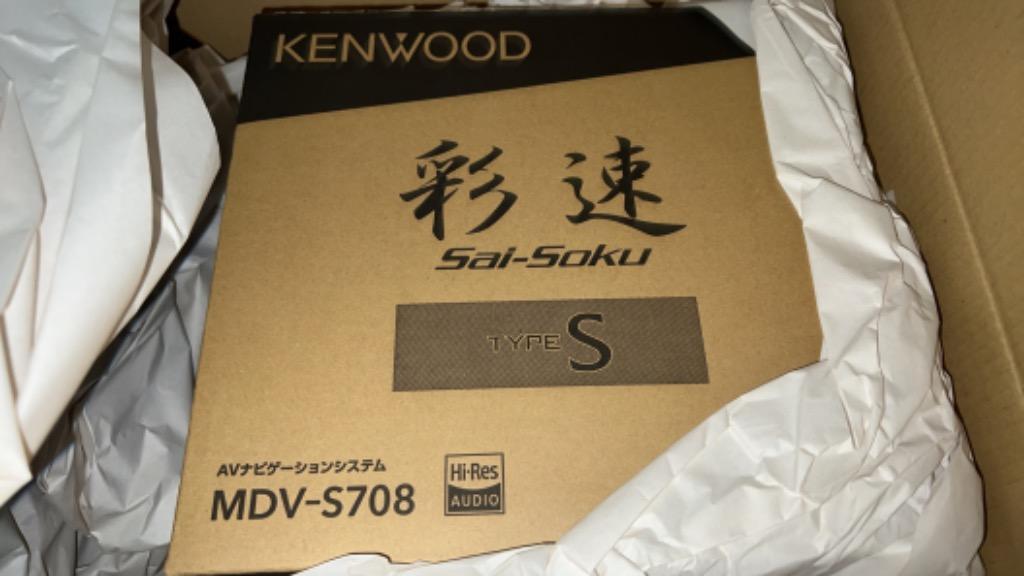 KENWOOD
彩速
Sai-Soku
TYPE S
AVナビゲーションシステム
MDV-S708
Hi-Res
AUDIO